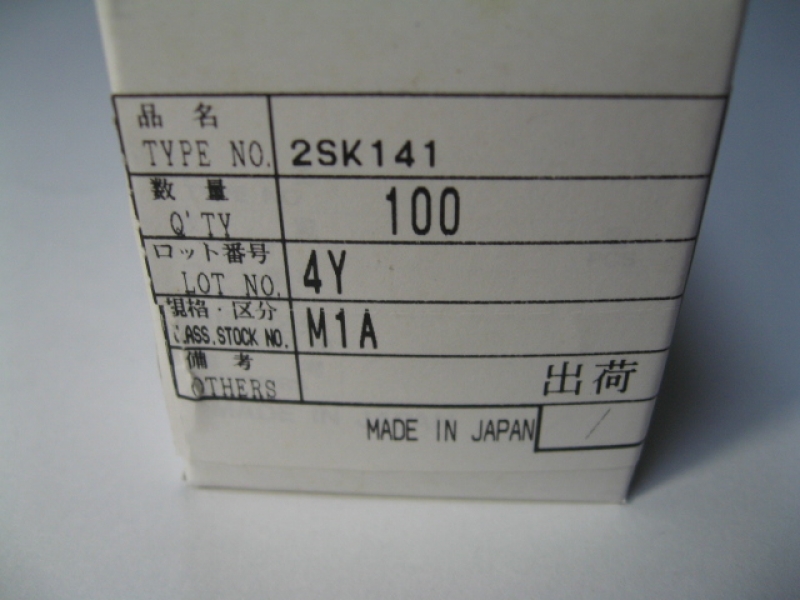 品名
TYPE NO. 2SK141
数量
Q'TY 100
ロット番号
LOT NO. 4Y
規格・区分
CLASS.STOCK NO. M1A
備考
OTHERS 出荷
MADE IN JAPAN /